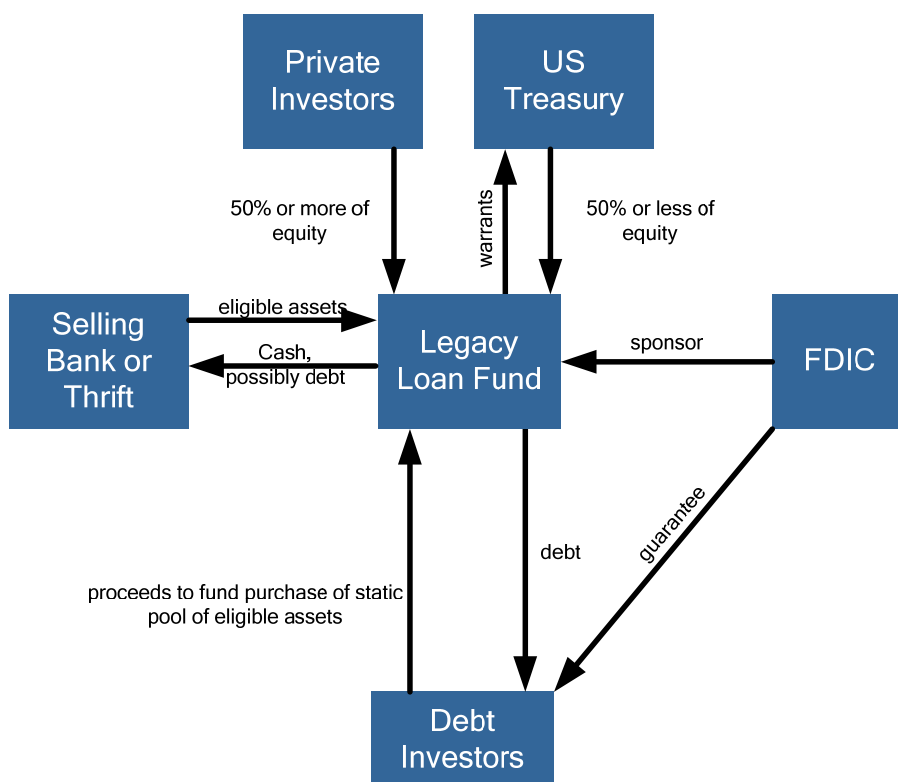 Private
Investors
US
Treasury
50% or more of
equity
warrants
50% or less of
equity
eligible assets
Selling
Bank or
Thrift
Cash,
possibly debt
Legacy
Loan Fund
sponsor
FDIC
guarantee
debt
proceeds to fund purchase of static
pool of eligible assets
Debt
Investors